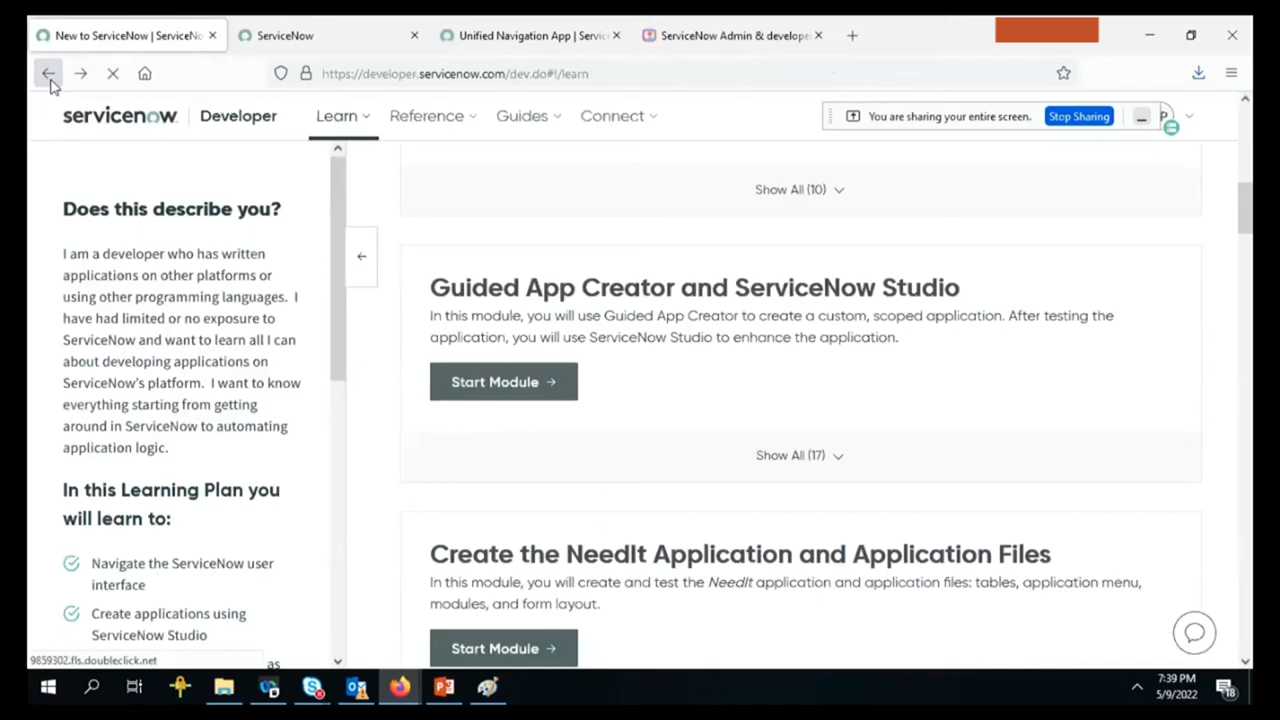 New to ServiceNow | ServiceNo
ServiceNow
Unified Navigation App | Servic
ServiceNow Admin & develope
https://developer.servicenow.com/dev.do#!/learn
servicenow Developer
Learn
Reference
Guides
Connect
You are sharing your entire screen.
Stop Sharing
P
Does this describe you?
I am a developer who has written
applications on other platforms or
using other programming languages. I
have had limited or no exposure to
ServiceNow and want to learn all I can
about developing applications on
ServiceNow's platform. I want to know
everything starting from getting
around in ServiceNow to automating
application logic.
In this Learning Plan you
will learn to:
Navigate the ServiceNow user
interface
Create applications using
ServiceNow Studio
as
9859302.fls.doubleclick.net
Show All (10)
Guided App Creator and ServiceNow Studio
In this module, you will use Guided App Creator to create a custom, scoped application. After testing the
application, you will use ServiceNow Studio to enhance the application.
Start Module →
Show All (17)
Create the NeedIt Application and Application Files
In this module, you will create and test the NeedIt application and application files: tables, application menu,
modules, and form layout.
Start Module →
7:39 PM
5/9/2022
18